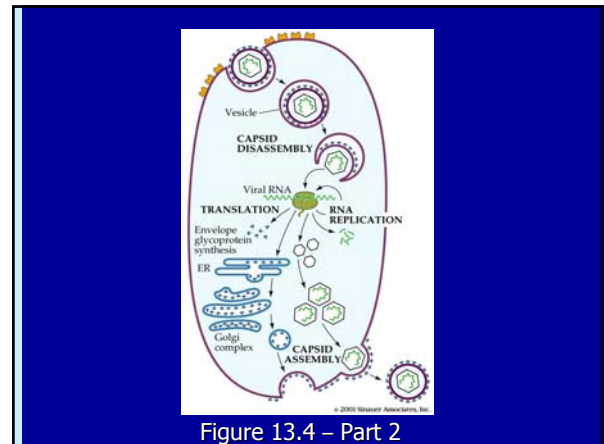 Vesicle
CAPSID
DISASSEMBLY
Viral RNA
TRANSLATION
RNA
REPLICATION
Envelope
glycoprotein
synthesis
ER
Golgi
complex
CAPSID
ASSEMBLY
© 2001 Sinauer Associates, Inc.
Figure 13.4 – Part 2